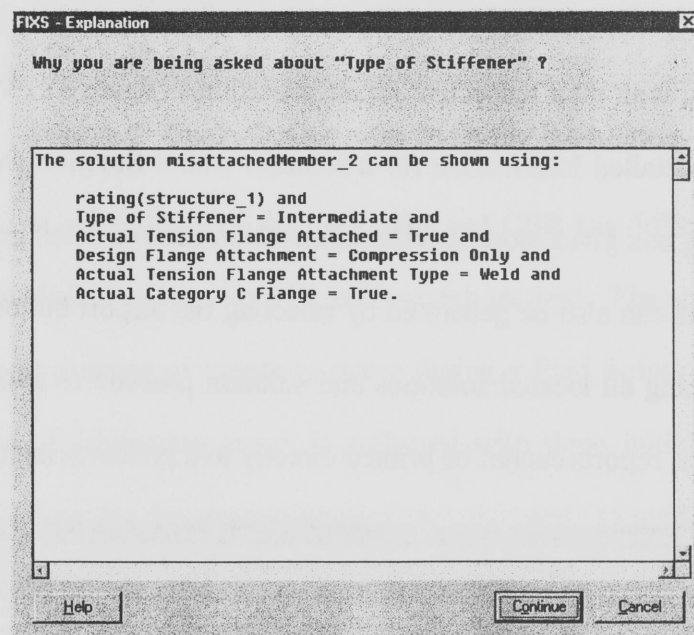 FIXS - Explanation
Why you are being asked about "Type of Stiffener" ?
The solution misattachedMember_2 can be shown using:
rating(structure_1) and
Type of Stiffener = Intermediate and
Actual Tension Flange Attached = True and
Design Flange Attachment = Compression Only and
Actual Tension Flange Attachment Type = Weld and
Actual Category C Flange = True.
Help Continue Cancel